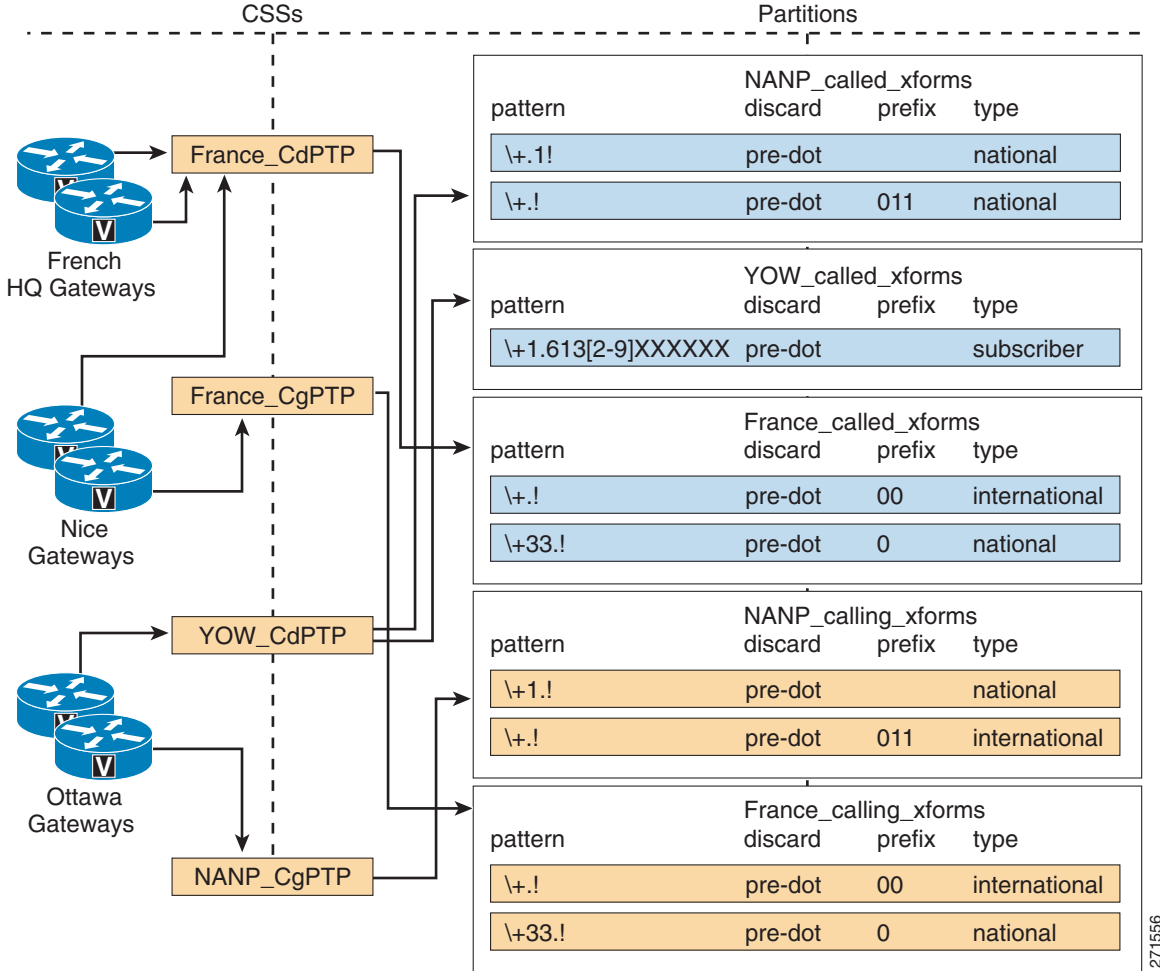 CSSs
Partitions
NANP_called_xforms
pattern discard prefix type
\+.1! pre-dot national
\+.! pre-dot 011 national
YOW_called_xforms
pattern discard prefix type
\+1.613[2-9]XXXXXX pre-dot subscriber
France_called_xforms
pattern discard prefix type
\+.! pre-dot 00 international
\+33.! pre-dot 0 national
NANP_calling_xforms
pattern discard prefix type
\+1.! pre-dot national
\+.! pre-dot 011 international
France_calling_xforms
pattern discard prefix type
\+.! pre-dot 00 international
\+33.! pre-dot 0 national
France_CdPTP
V
V
French
HQ Gateways
France_CgPTP
V
V
Nice
Gateways
YOW_CdPTP
V
V
Ottawa
Gateways
NANP_CgPTP
271556